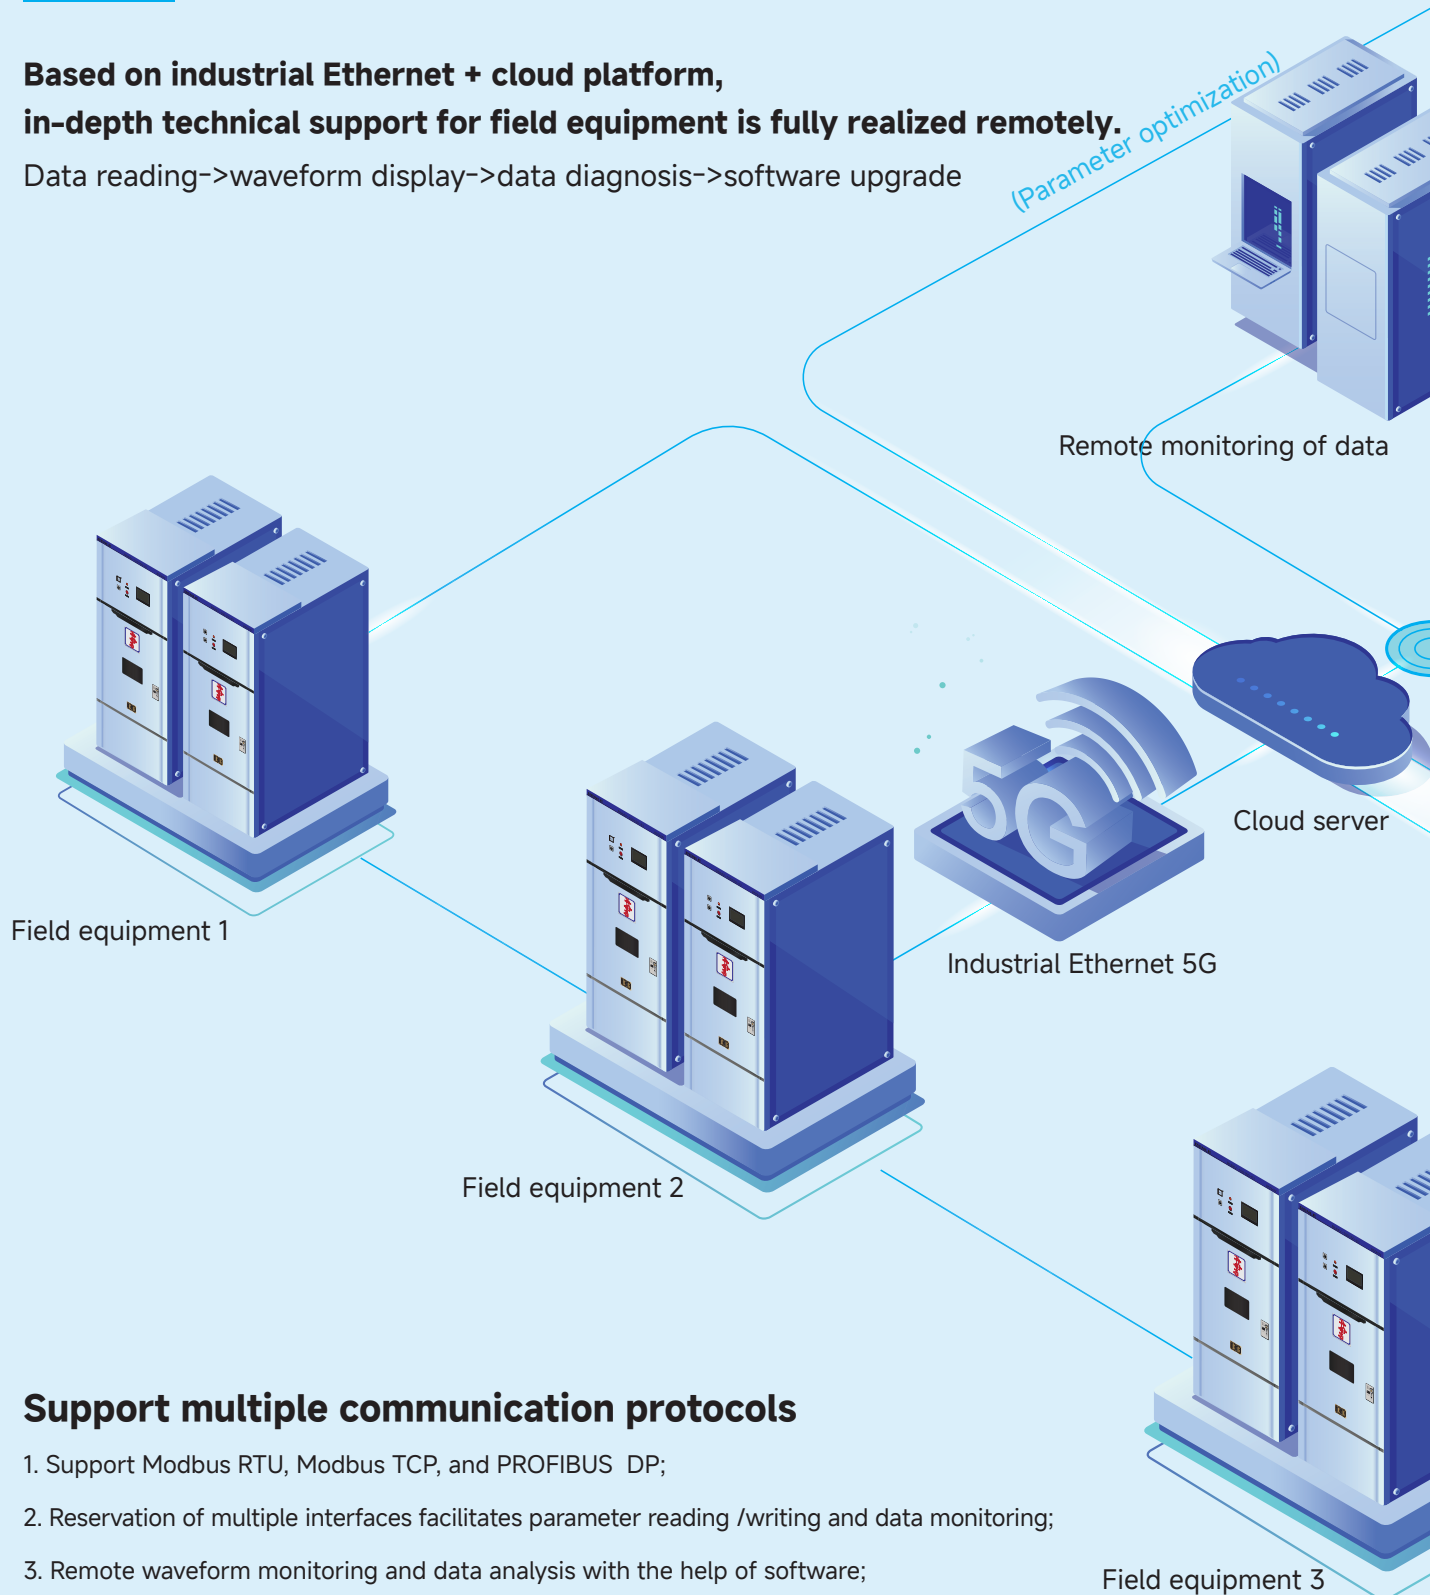 Based on industrial Ethernet + cloud platform,
in-depth technical support for field equipment is fully realized remotely.
Data reading->waveform display->data diagnosis->software upgrade
(Parameter optimization)
Remote monitoring of data
Cloud server
Field equipment 1
Industrial Ethernet 5G
5G
Field equipment 2
Support multiple communication protocols
1. Support Modbus RTU, Modbus TCP, and PROFIBUS  DP;
2. Reservation of multiple interfaces facilitates parameter reading /writing and data monitoring;
3. Remote waveform monitoring and data analysis with the help of software;
Field equipment 3